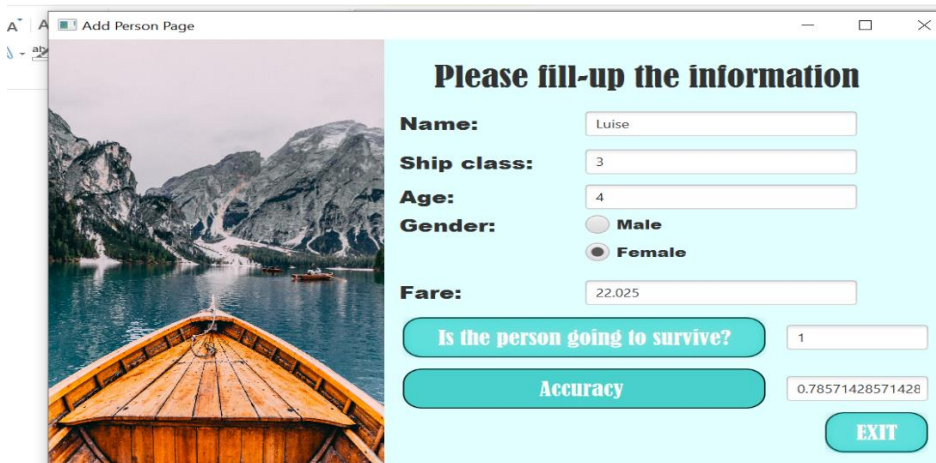 Add Person Page
Please fill-up the information
Name: Luise
Ship class: 3
Age: 4
Gender: Male
Female
Fare: 22.025
Is the person going to survive? 1
Accuracy 0.78571428571428
EXIT